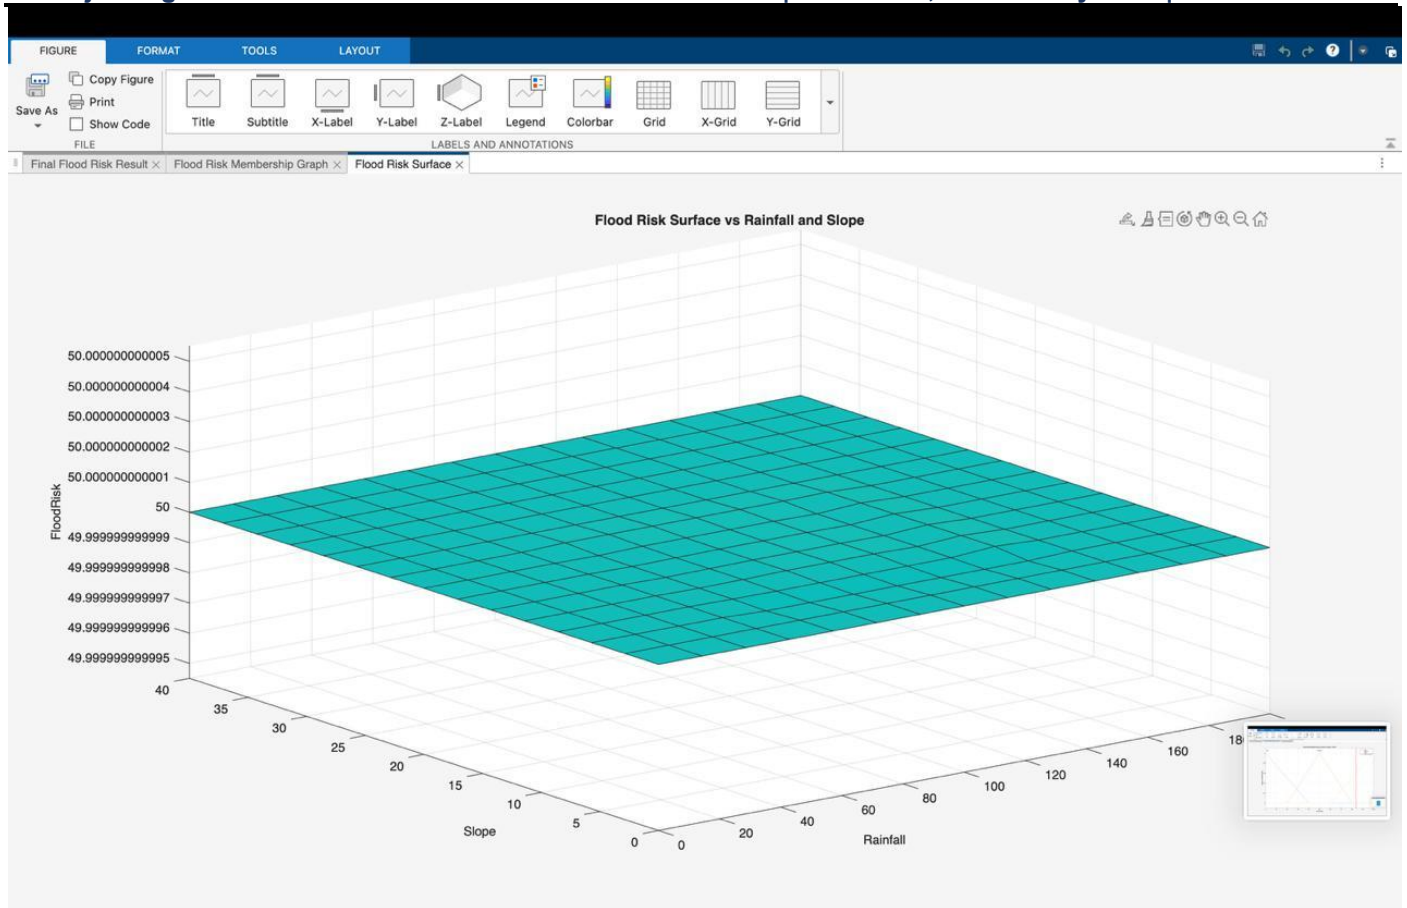 FIGURE FORMAT TOOLS LAYOUT
Save As
Copy Figure
Print
Show Code
FILE
Title Subtitle X-Label Y-Label Z-Label Legend Colorbar Grid X-Grid Y-Grid
LABELS AND ANNOTATIONS
Final Flood Risk Result × Flood Risk Membership Graph × Flood Risk Surface ×
Flood Risk Surface vs Rainfall and Slope
50.000000000005
50.000000000004
50.000000000003
50.000000000002
50.000000000001
50
49.999999999999
49.999999999998
49.999999999997
49.999999999996
49.999999999995
FloodRisk
40
35
30
25
20
15
10
5
0
Slope
0
20
40
60
80
100
120
140
160
Rainfall